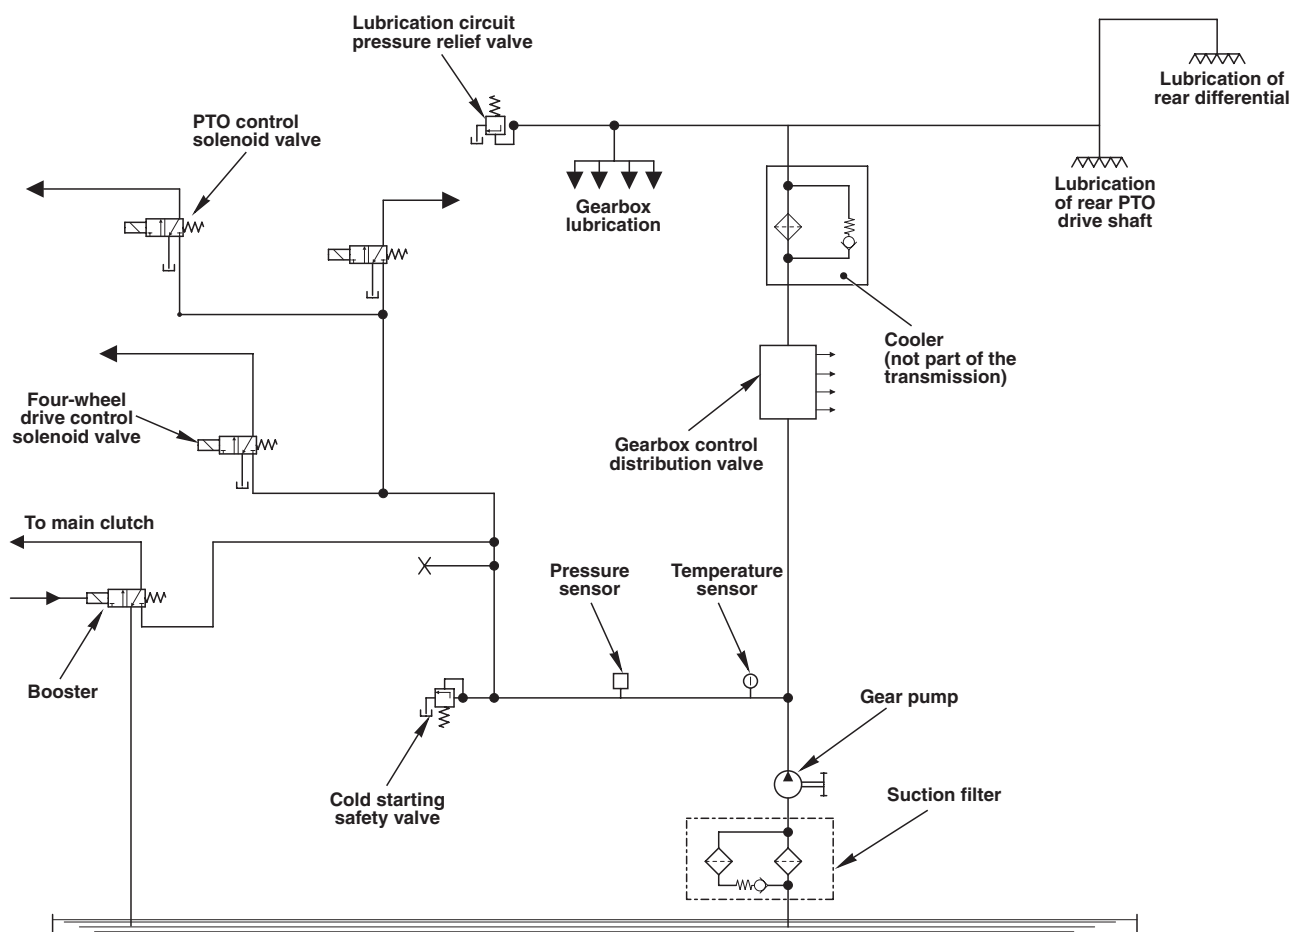 Lubrication circuit
pressure relief valve
Lubrication of
rear differential
PTO control
solenoid valve
Gearbox
lubrication
Lubrication
of rear PTO
drive shaft
Cooler
(not part of the
transmission)
Four-wheel
drive control
solenoid valve
Gearbox control
distribution valve
To main clutch
Pressure
sensor
Temperature
sensor
Booster
Gear pump
Cold starting
safety valve
Suction filter